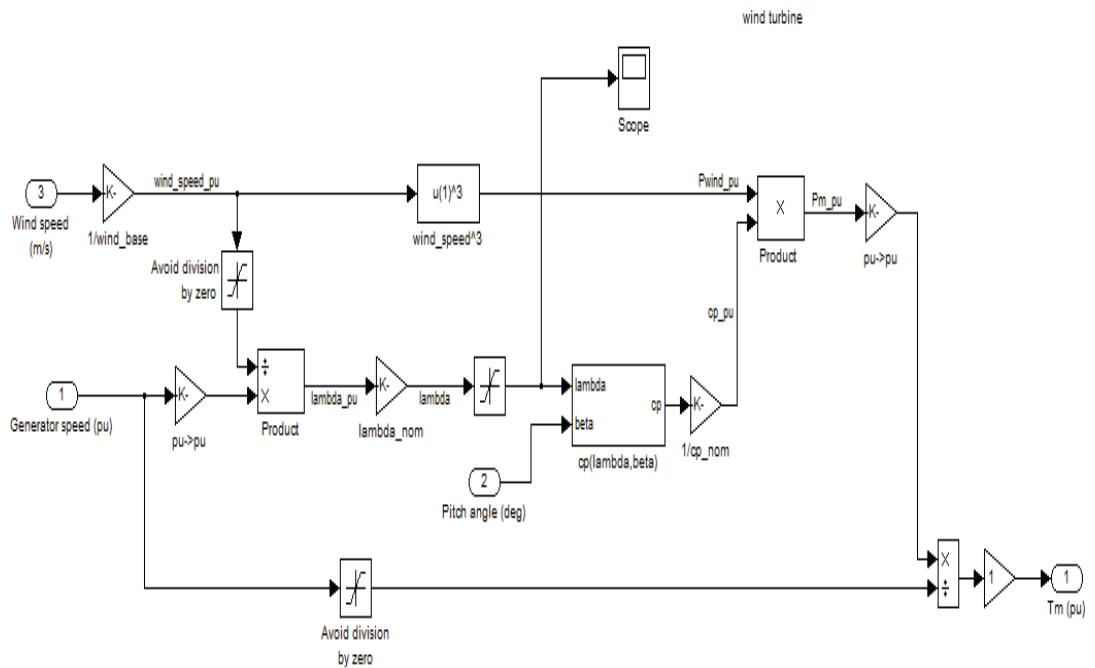 wind turbine
Scope
3
Wind speed
(m/s)
K-
1/wind_base
wind_speed_pu
u(1)^3
wind_speed^3
Pwind_pu
×
Product
Pm_pu
K-
pu->pu
Avoid division
by zero
cp_pu
1
Generator speed (pu)
K-
pu->pu
÷
×
Product
lambda_pu
K-
lambda_nom
lambda
lambda
beta
cp
cp(lambda,beta)
K-
1/cp_nom
2
Pitch angle (deg)
Avoid division
by zero
×
÷
1
1
Tm (pu)